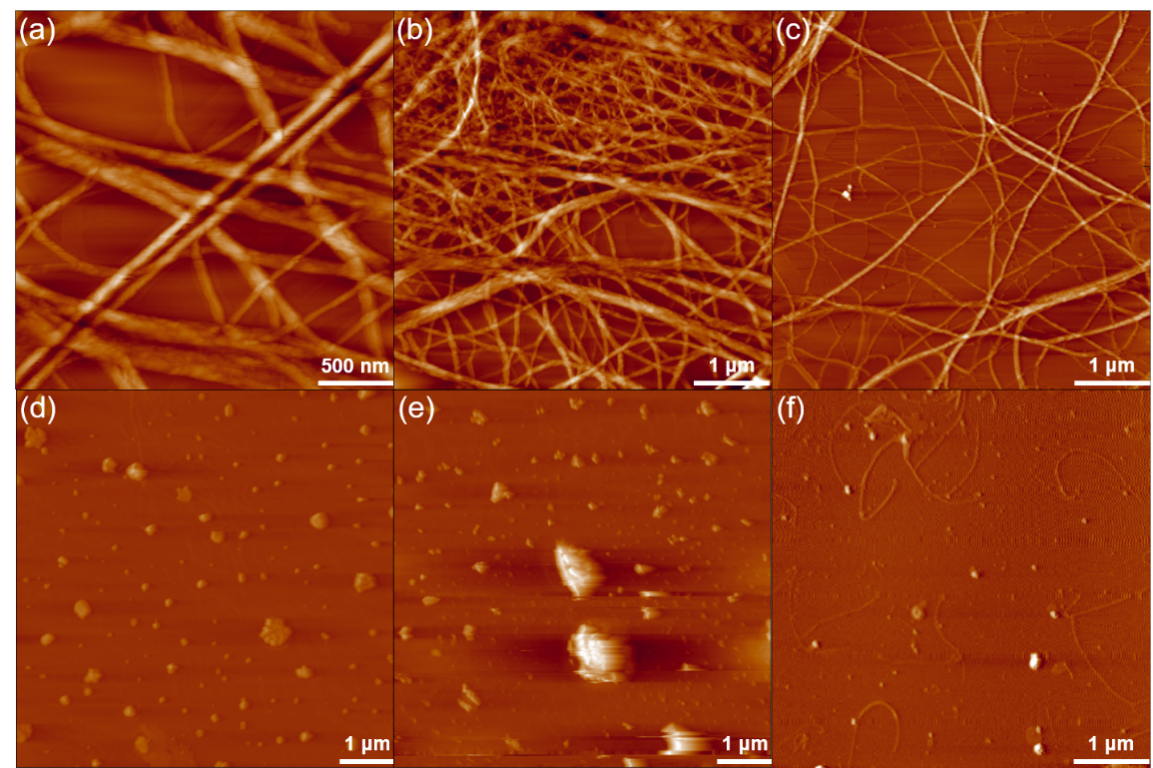 (a)
(b)
(c)
500 nm
1 µm
1 µm
(d)
(e)
(f)
1 µm
1 µm
1 µm